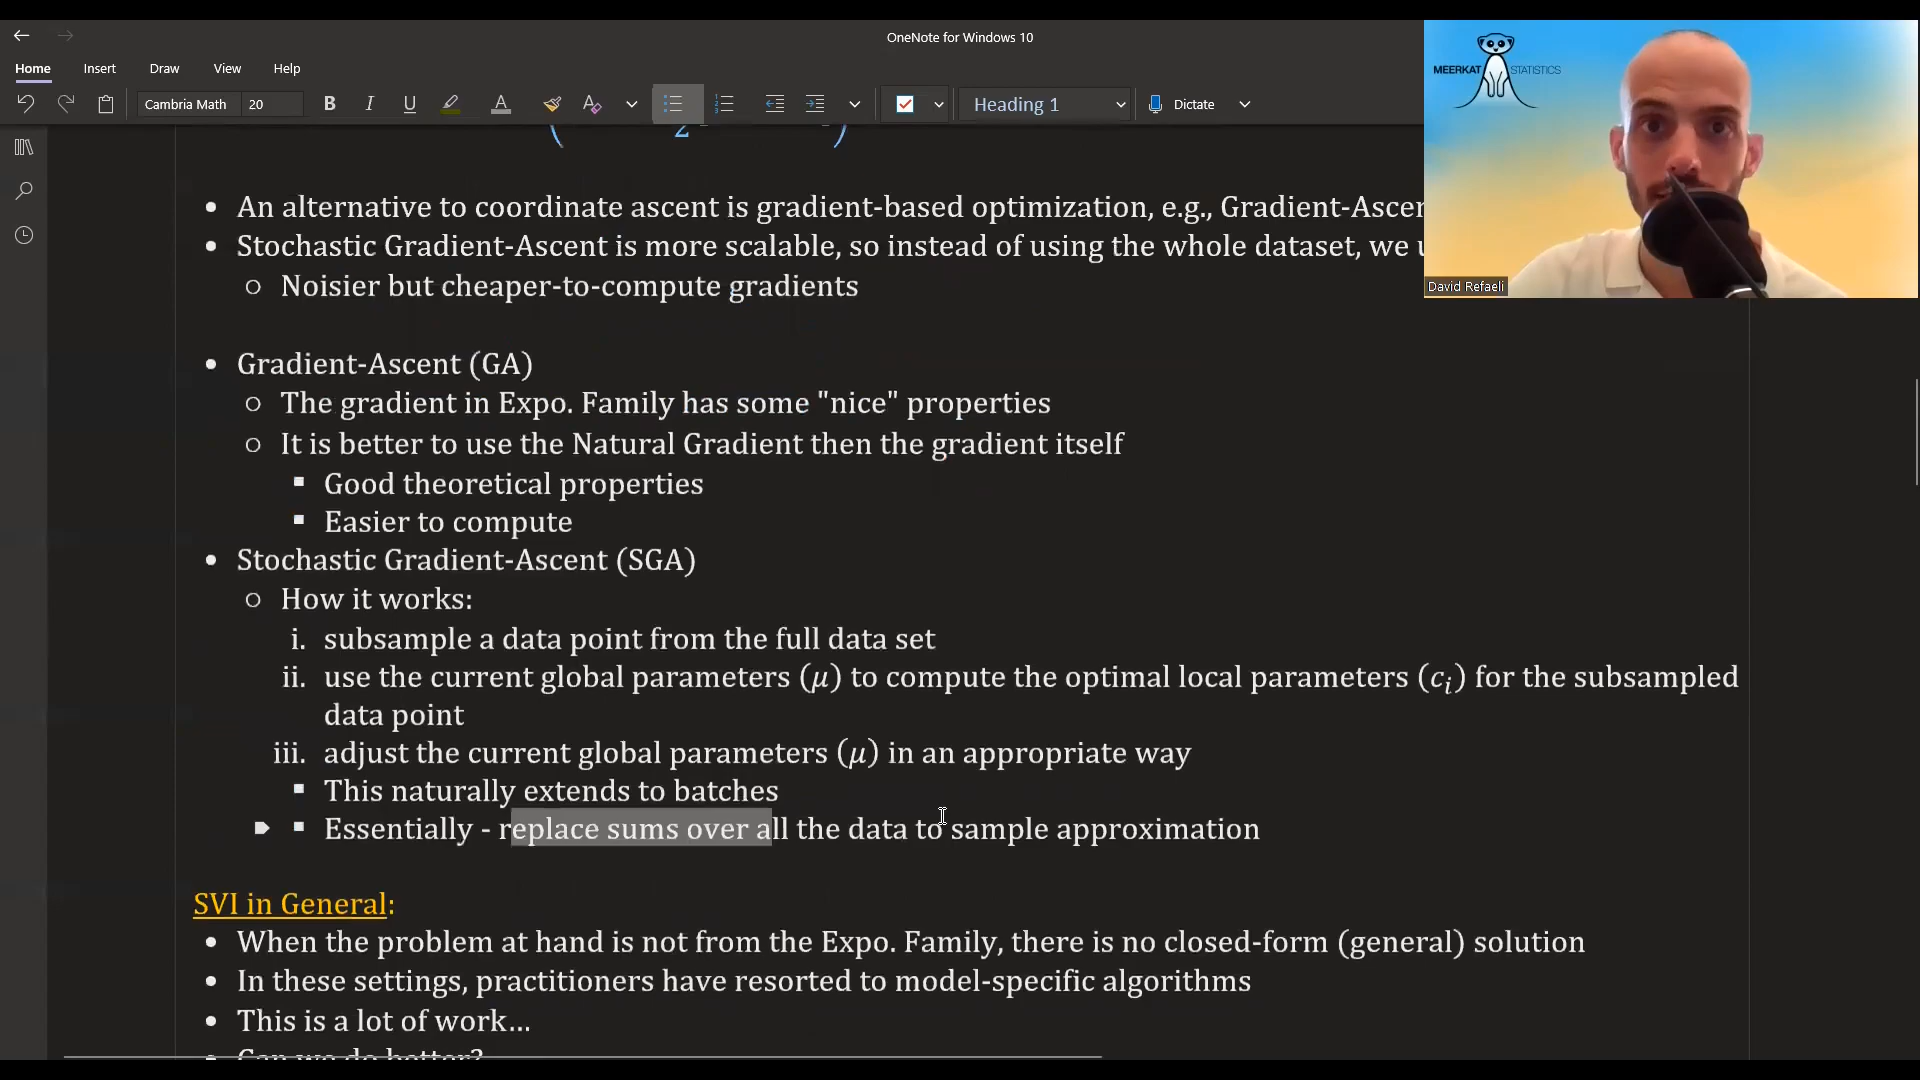 OneNote for Windows 10
Home Insert Draw View Help
MEERKAT STATISTICS
Cambria Math 20 B I U A A Heading 1 Dictate
2
David Refaeli
• An alternative to coordinate ascent is gradient-based optimization, e.g., Gradient-Ascen
• Stochastic Gradient-Ascent is more scalable, so instead of using the whole dataset, we u
o Noisier but cheaper-to-compute gradients
• Gradient-Ascent (GA)
o The gradient in Expo. Family has some "nice" properties
o It is better to use the Natural Gradient then the gradient itself
▪ Good theoretical properties
▪ Easier to compute
• Stochastic Gradient-Ascent (SGA)
o How it works:
i. subsample a data point from the full data set
ii. use the current global parameters (μ) to compute the optimal local parameters (cᵢ) for the subsampled
data point
iii. adjust the current global parameters (μ) in an appropriate way
▪ This naturally extends to batches
▪ Essentially - replace sums over all the data to sample approximation
SVI in General:
• When the problem at hand is not from the Expo. Family, there is no closed-form (general) solution
• In these settings, practitioners have resorted to model-specific algorithms
• This is a lot of work…
• Can we do better?